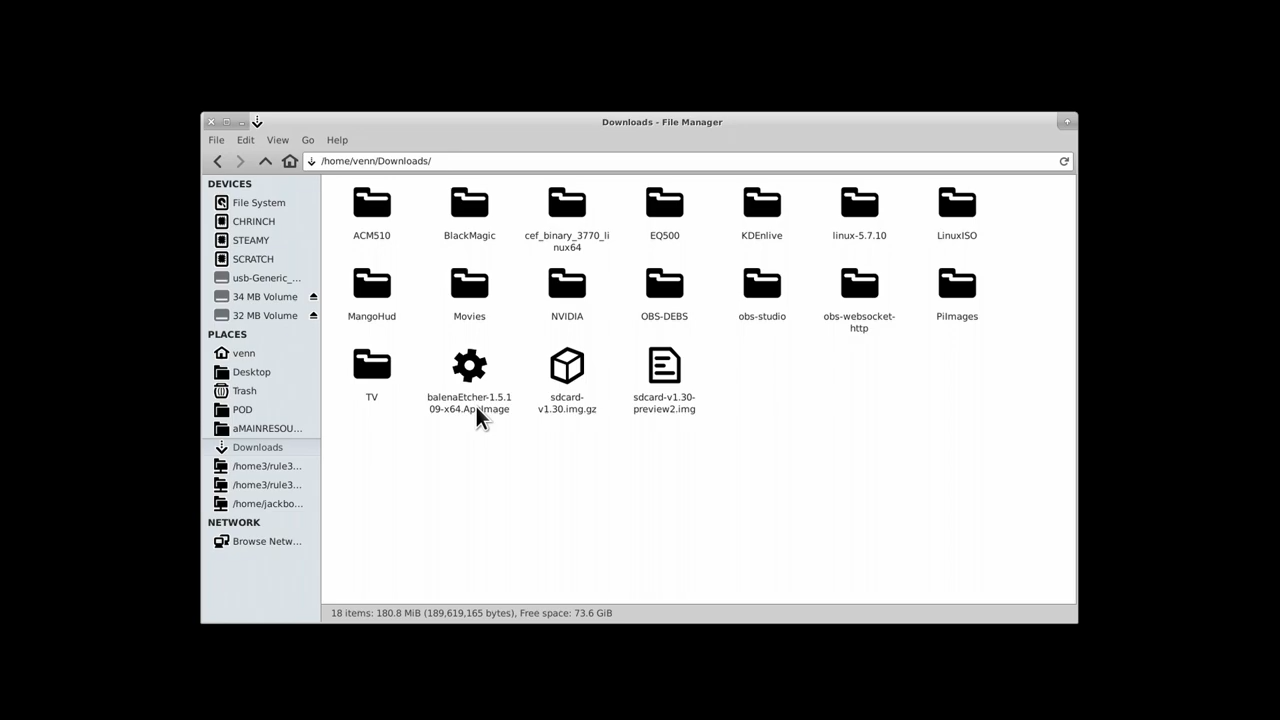 Downloads - File Manager
File Edit View Go Help
/home/venn/Downloads/
DEVICES
File System
CHRINCH
STEAMY
SCRATCH
usb-Generic_...
34 MB Volume
32 MB Volume
PLACES
venn
Desktop
Trash
POD
aMAINRESOU...
Downloads
/home3/rule3...
/home3/rule3...
/home/jackbo...
NETWORK
Browse Netw...
ACM510
BlackMagic
cef_binary_3770_li
nux64
EQ500
KDEnlive
linux-5.7.10
LinuxISO
MangoHud
Movies
NVIDIA
OBS-DEBS
obs-studio
obs-websocket-
http
PiImages
TV
balenaEtcher-1.5.1
09-x64.AppImage
sdcard-
v1.30.img.gz
sdcard-v1.30-
preview2.img
18 items: 180.8 MiB (189,619,165 bytes), Free space: 73.6 GiB